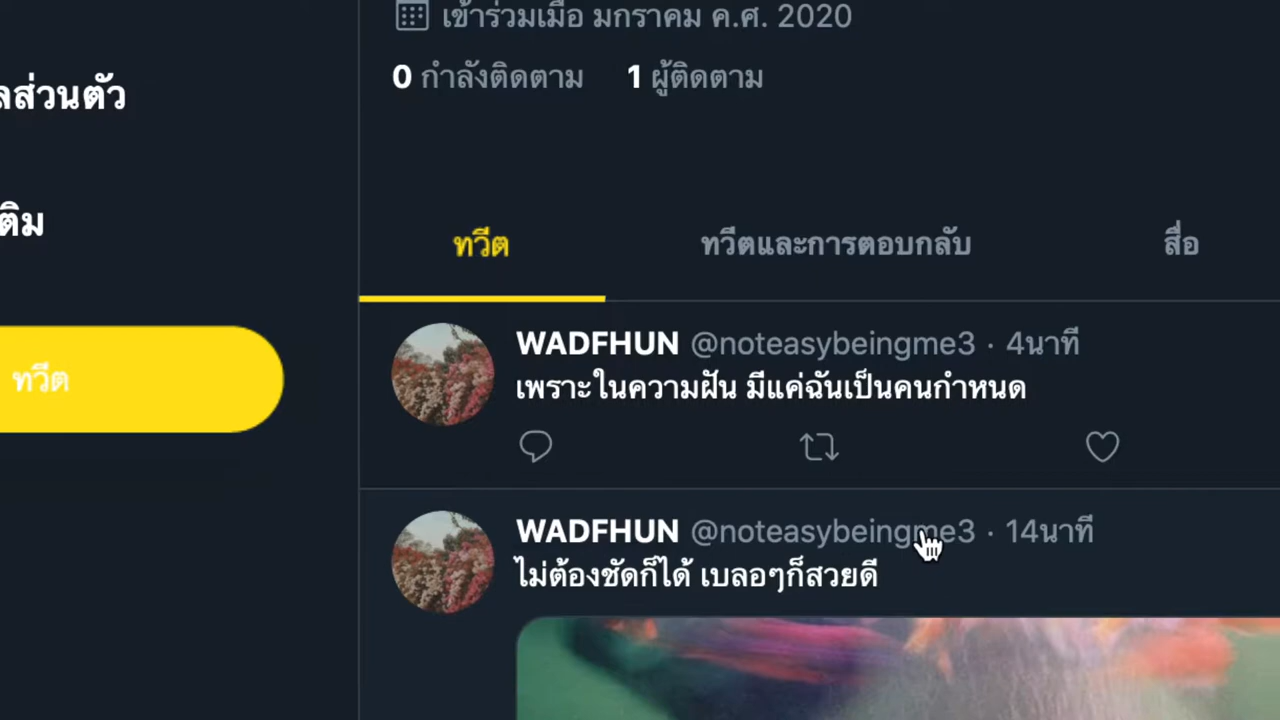 เข้าร่วมเมื่อ มกราคม ค.ศ. 2020
0 กำลังติดตาม 1 ผู้ติดตาม
ส่วนตัว
ทวีต ทวีตและการตอบกลับ สื่อ
WADFHUN @noteasybeingme3 · 4นาที
เพราะในความฝัน มีแค่ฉันเป็นคนกำหนด
ทวีต
WADFHUN @noteasybeingme3 · 14นาที
ไม่ต้องชัดก็ได้ เบลอๆก็สวยดี